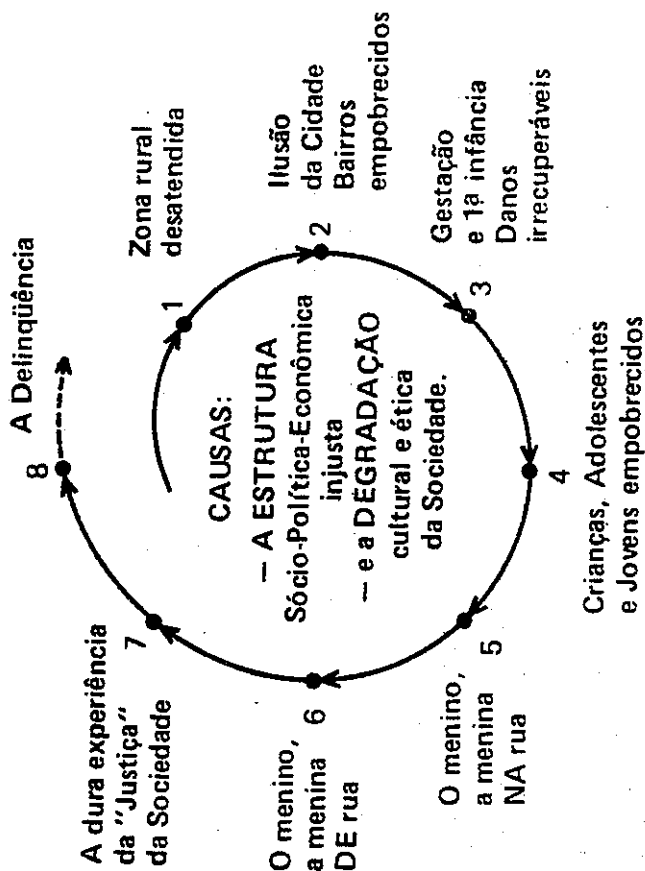 CAUSAS:
— A ESTRUTURA
Sócio-Política-Econômica
injusta
— e a DEGRADAÇÃO
cultural e ética
da Sociedade.
1
Zona rural
desatendida
2
Ilusão
da Cidade
Bairros
empobrecidos
3
Gestação
e 1ª infância
Danos
irrecuperáveis
4
Crianças, Adolescentes
e Jovens empobrecidos
5
O menino,
a menina
NA rua
6
O menino,
a menina
DE rua
7
A dura experiência
da "Justiça"
da Sociedade
8
A Delinqüência